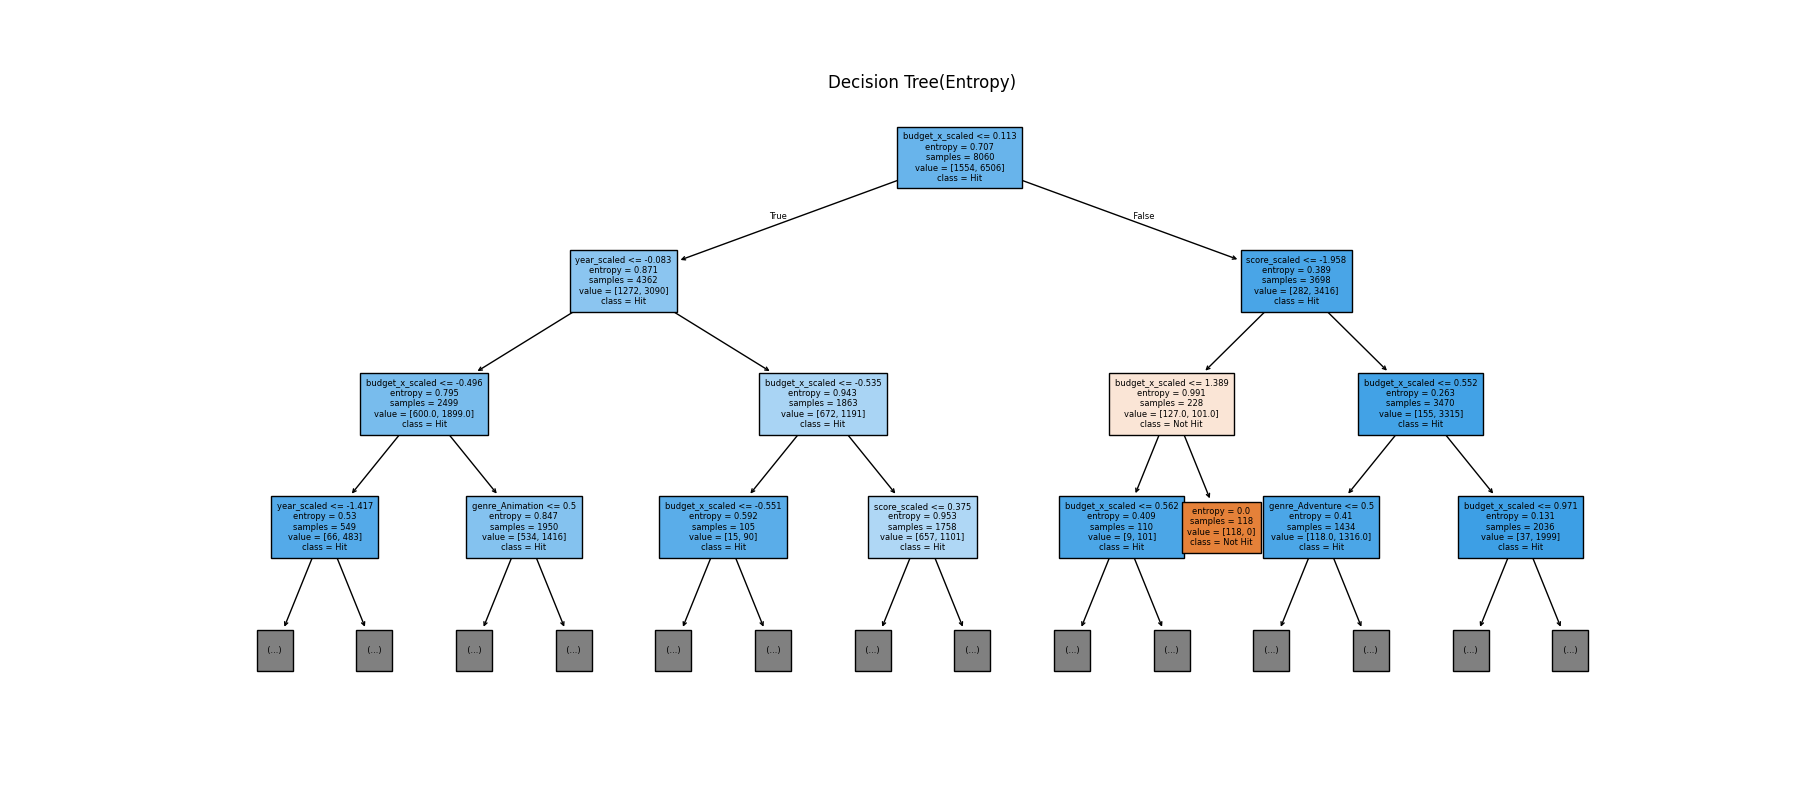 Decision Tree(Entropy)
budget_x_scaled <= 0.113
entropy = 0.707
samples = 8060
value = [1554, 6506]
class = Hit
True
False
year_scaled <= -0.083
entropy = 0.871
samples = 4362
value = [1272, 3090]
class = Hit
score_scaled <= -1.958
entropy = 0.389
samples = 3698
value = [282, 3416]
class = Hit
budget_x_scaled <= -0.496
entropy = 0.795
samples = 2499
value = [600.0, 1899.0]
class = Hit
budget_x_scaled <= -0.535
entropy = 0.943
samples = 1863
value = [672, 1191]
class = Hit
budget_x_scaled <= 1.389
entropy = 0.991
samples = 228
value = [127.0, 101.0]
class = Not Hit
budget_x_scaled <= 0.552
entropy = 0.263
samples = 3470
value = [155, 3315]
class = Hit
year_scaled <= -1.417
entropy = 0.53
samples = 549
value = [66, 483]
class = Hit
genre_Animation <= 0.5
entropy = 0.847
samples = 1950
value = [534, 1416]
class = Hit
budget_x_scaled <= -0.551
entropy = 0.592
samples = 105
value = [15, 90]
class = Hit
score_scaled <= 0.375
entropy = 0.953
samples = 1758
value = [657, 1101]
class = Hit
budget_x_scaled <= 0.562
entropy = 0.409
samples = 110
value = [9, 101]
class = Hit
entropy = 0.0
samples = 118
value = [118, 0]
class = Not Hit
genre_Adventure <= 0.5
entropy = 0.41
samples = 1434
value = [118.0, 1316.0]
class = Hit
budget_x_scaled <= 0.971
entropy = 0.131
samples = 2036
value = [37, 1999]
class = Hit
(...)
(...)
(...)
(...)
(...)
(...)
(...)
(...)
(...)
(...)
(...)
(...)
(...)
(...)